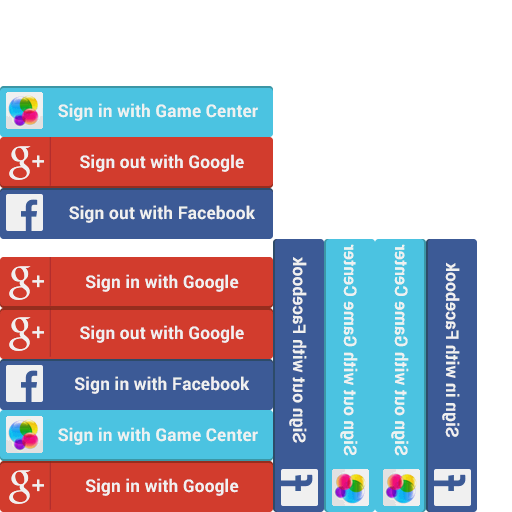 Sign in with Game Center
g+ Sign out with Google
f Sign out with Facebook
g+ Sign in with Google
g+ Sign out with Google
f Sign in with Facebook
Sign in with Game Center
g+ Sign in with Google
f Sign out with Facebook
Sign out with Game Center
Sign out with Game Center
f Sign in with Facebook